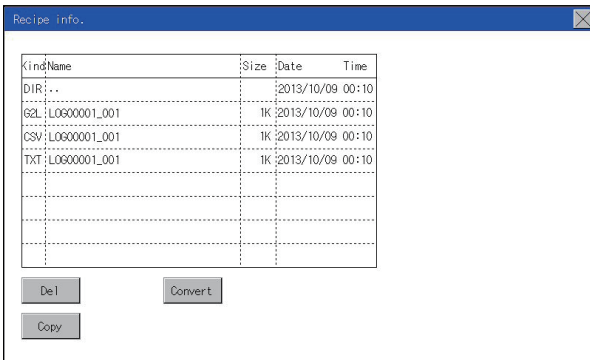 Recipe info.
Kind Name Size Date Time
DIR .. 2013/10/09 00:10
G2L LOG00001_001 1K 2013/10/09 00:10
CSV LOG00001_001 1K 2013/10/09 00:10
TXT LOG00001_001 1K 2013/10/09 00:10
Del Convert
Copy